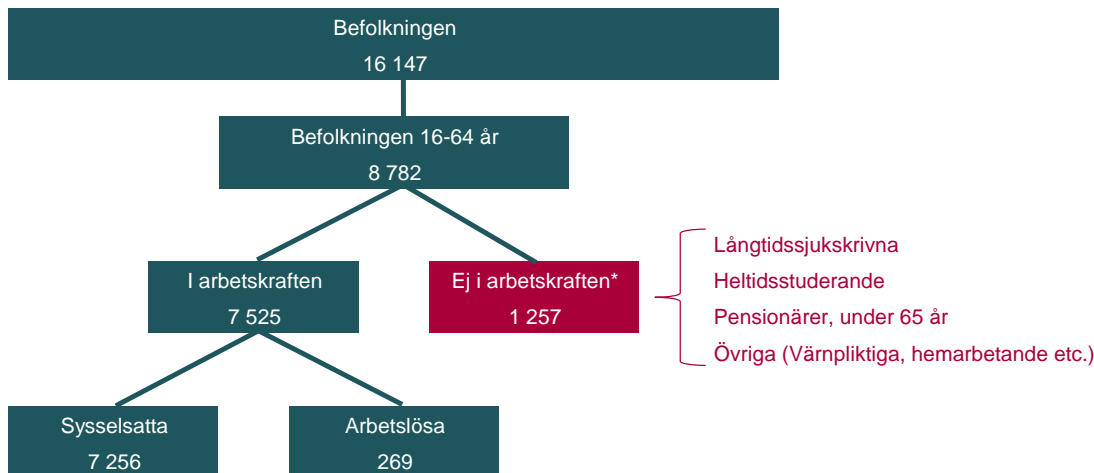 Befolkningen
16 147
Befolkningen 16-64 år
8 782
I arbetskraften
7 525
Ej i arbetskraften*
1 257
Långtidssjukskrivna
Heltidsstuderande
Pensionärer, under 65 år
Övriga (Värnpliktiga, hemarbetande etc.)
Sysselsatta
7 256
Arbetslösa
269